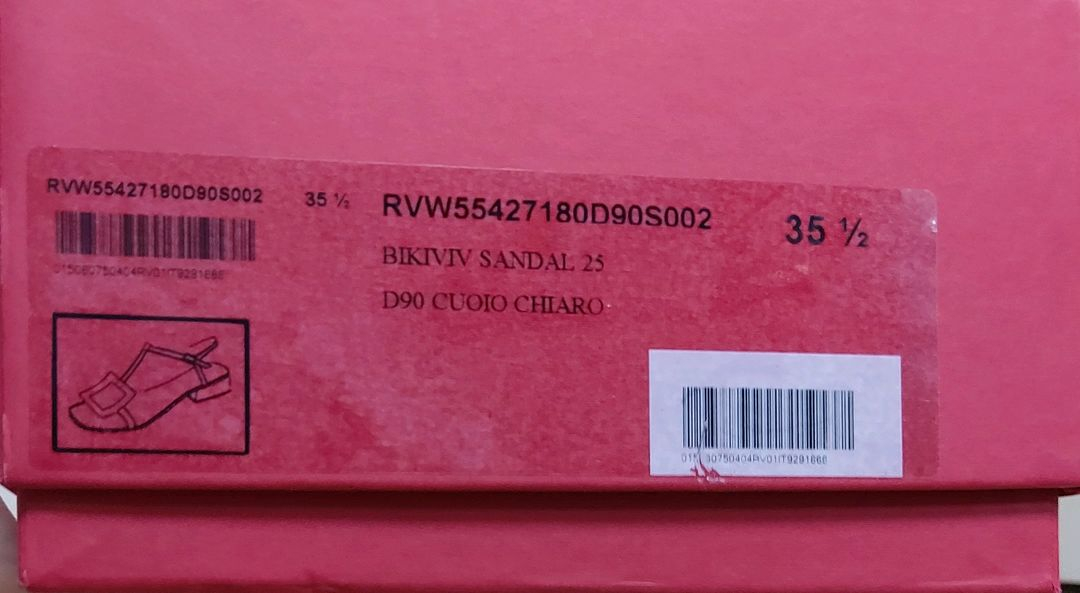 RVW55427180D90S002 35 ½
RVW55427180D90S002 35 ½
BIKIVIV SANDAL 25
D90 CUOIO CHIARO